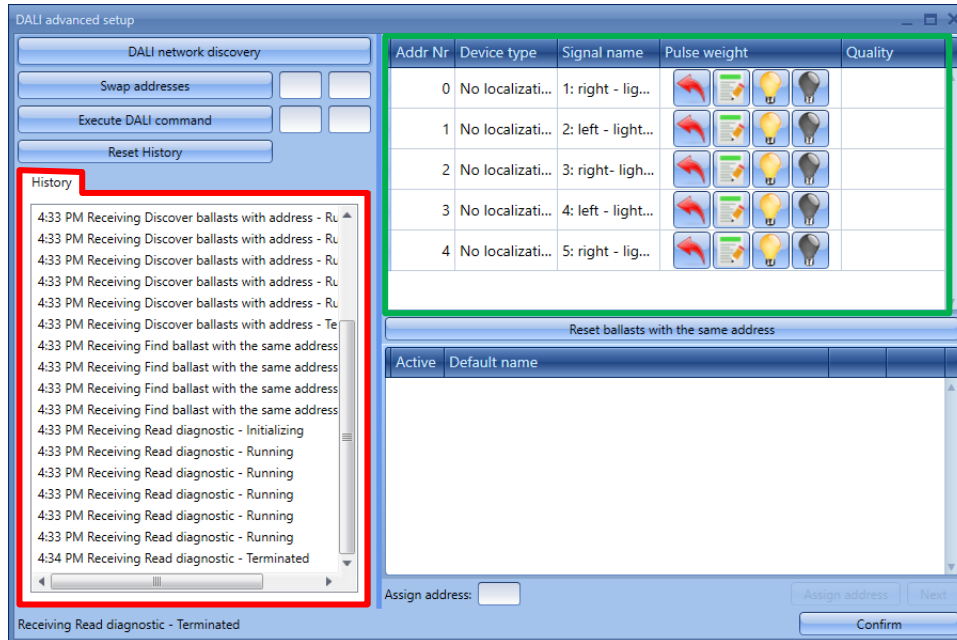 DALI advanced setup
DALI network discovery
Swap addresses
Execute DALI command
Reset History
History
4:33 PM Receiving Discover ballasts with address - Ru
4:33 PM Receiving Discover ballasts with address - Ru
4:33 PM Receiving Discover ballasts with address - Ru
4:33 PM Receiving Discover ballasts with address - Ru
4:33 PM Receiving Discover ballasts with address - Ru
4:33 PM Receiving Discover ballasts with address - Te
4:33 PM Receiving Find ballast with the same address
4:33 PM Receiving Find ballast with the same address
4:33 PM Receiving Find ballast with the same address
4:33 PM Receiving Find ballast with the same address
4:33 PM Receiving Read diagnostic - Initializing
4:33 PM Receiving Read diagnostic - Running
4:33 PM Receiving Read diagnostic - Running
4:33 PM Receiving Read diagnostic - Running
4:33 PM Receiving Read diagnostic - Running
4:33 PM Receiving Read diagnostic - Running
4:34 PM Receiving Read diagnostic - Terminated
Addr Nr Device type Signal name Pulse weight Quality
0 No localizati... 1: right - lig...
1 No localizati... 2: left - light...
2 No localizati... 3: right- ligh...
3 No localizati... 4: left - light...
4 No localizati... 5: right - lig...
Reset ballasts with the same address
Active Default name
Assign address:
Assign address Next
Receiving Read diagnostic - Terminated
Confirm